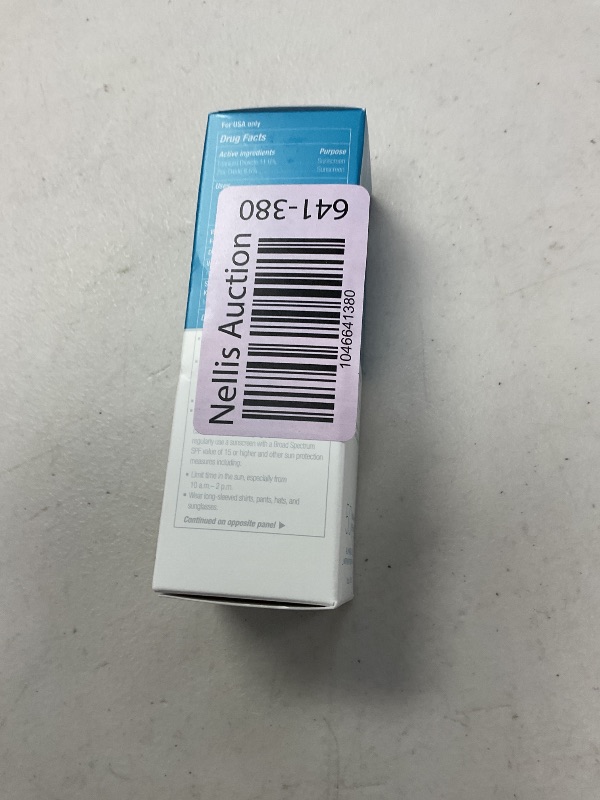 For USA only
Drug Facts
Active ingredients Purpose
Sunscreen
Sunscreen
641-380
Nellis Auction
1046641380
regularly use a sunscreen with a Broad Spectrum
SPF value of 15 or higher and other sun protection
measures including:
• Limit time in the sun, especially from
10 a.m – 2 p.m.
• Wear long-sleeved shirts, pants, hats, and
sunglasses
Continued on opposite panel ▶